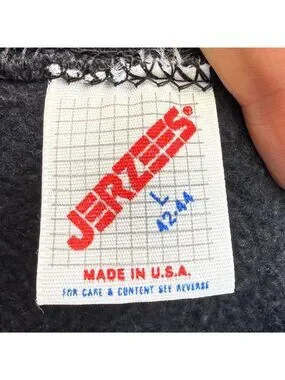 JERZEES®
L
42-44
MADE IN U.S.A.
FOR CARE & CONTENT SEE REVERSE